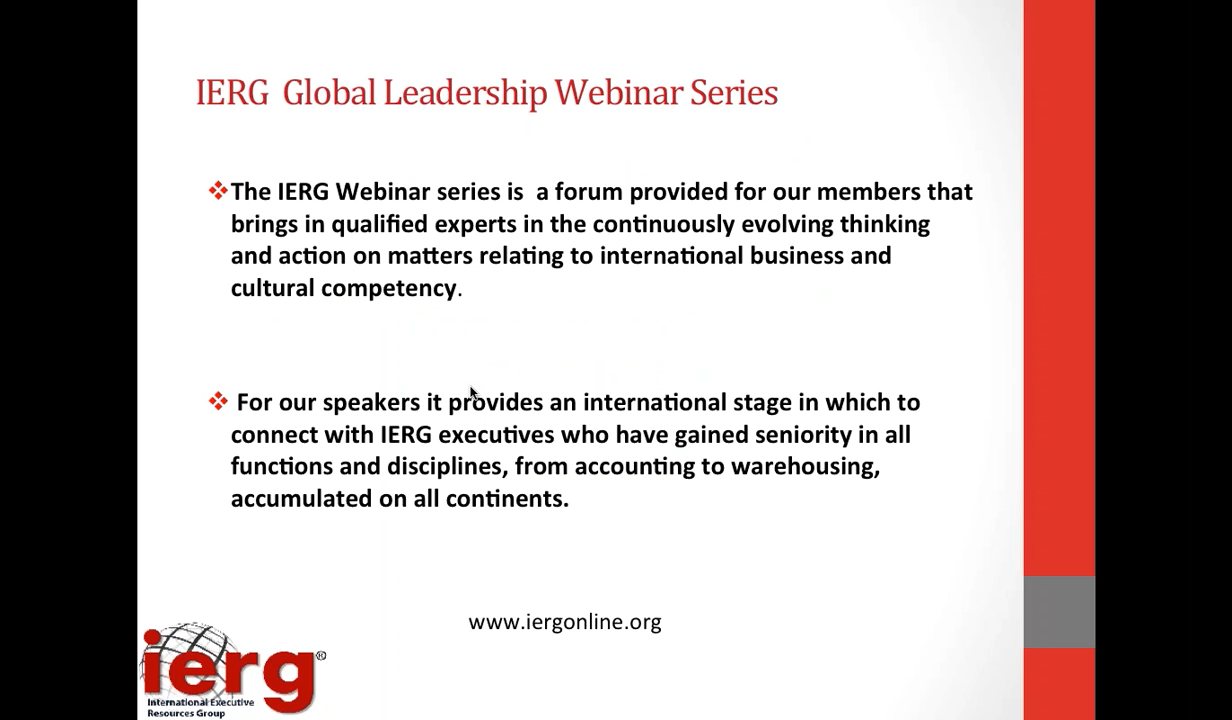 IERG  Global Leadership Webinar Series
❖The IERG Webinar series is  a forum provided for our members that
brings in qualified experts in the continuously evolving thinking
and action on matters relating to international business and
cultural competency.
❖ For our speakers it provides an international stage in which to
connect with IERG executives who have gained seniority in all
functions and disciplines, from accounting to warehousing,
accumulated on all continents.
www.iergonline.org
ierg®
International Executive
Resources Group